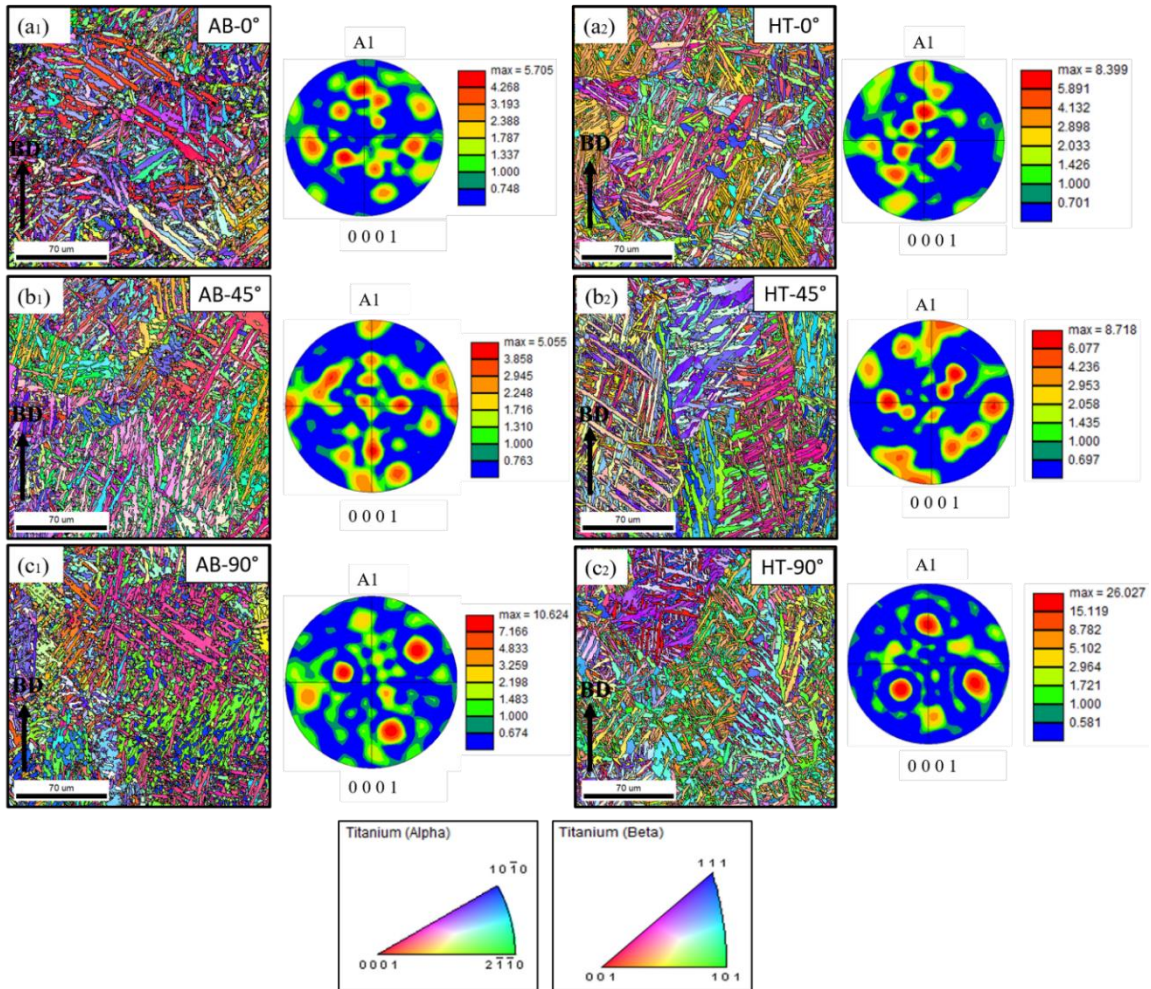 (a1)
AB-0°
BD
70 um
A1
0 0 0 1
max = 5.705
4.268
3.193
2.388
1.787
1.337
1.000
0.748
(a2)
HT-0°
BD
70 um
A1
0 0 0 1
max = 8.399
5.891
4.132
2.898
2.033
1.426
1.000
0.701
(b1)
AB-45°
BD
70 um
A1
0 0 0 1
max = 5.055
3.858
2.945
2.248
1.716
1.310
1.000
0.763
(b2)
HT-45°
BD
70 um
A1
0 0 0 1
max = 8.718
6.077
4.236
2.953
2.058
1.435
1.000
0.697
(c1)
AB-90°
BD
70 um
A1
0 0 0 1
max = 10.624
7.166
4.833
3.259
2.198
1.483
1.000
0.674
(c2)
HT-90°
BD
70 um
A1
0 0 0 1
max = 26.027
15.119
8.782
5.102
2.964
1.721
1.000
0.581
Titanium (Alpha)
1 0 1̅ 0
0 0 0 1
2 1̅ 1̅ 0
Titanium (Beta)
1 1 1
0 0 1
1 0 1